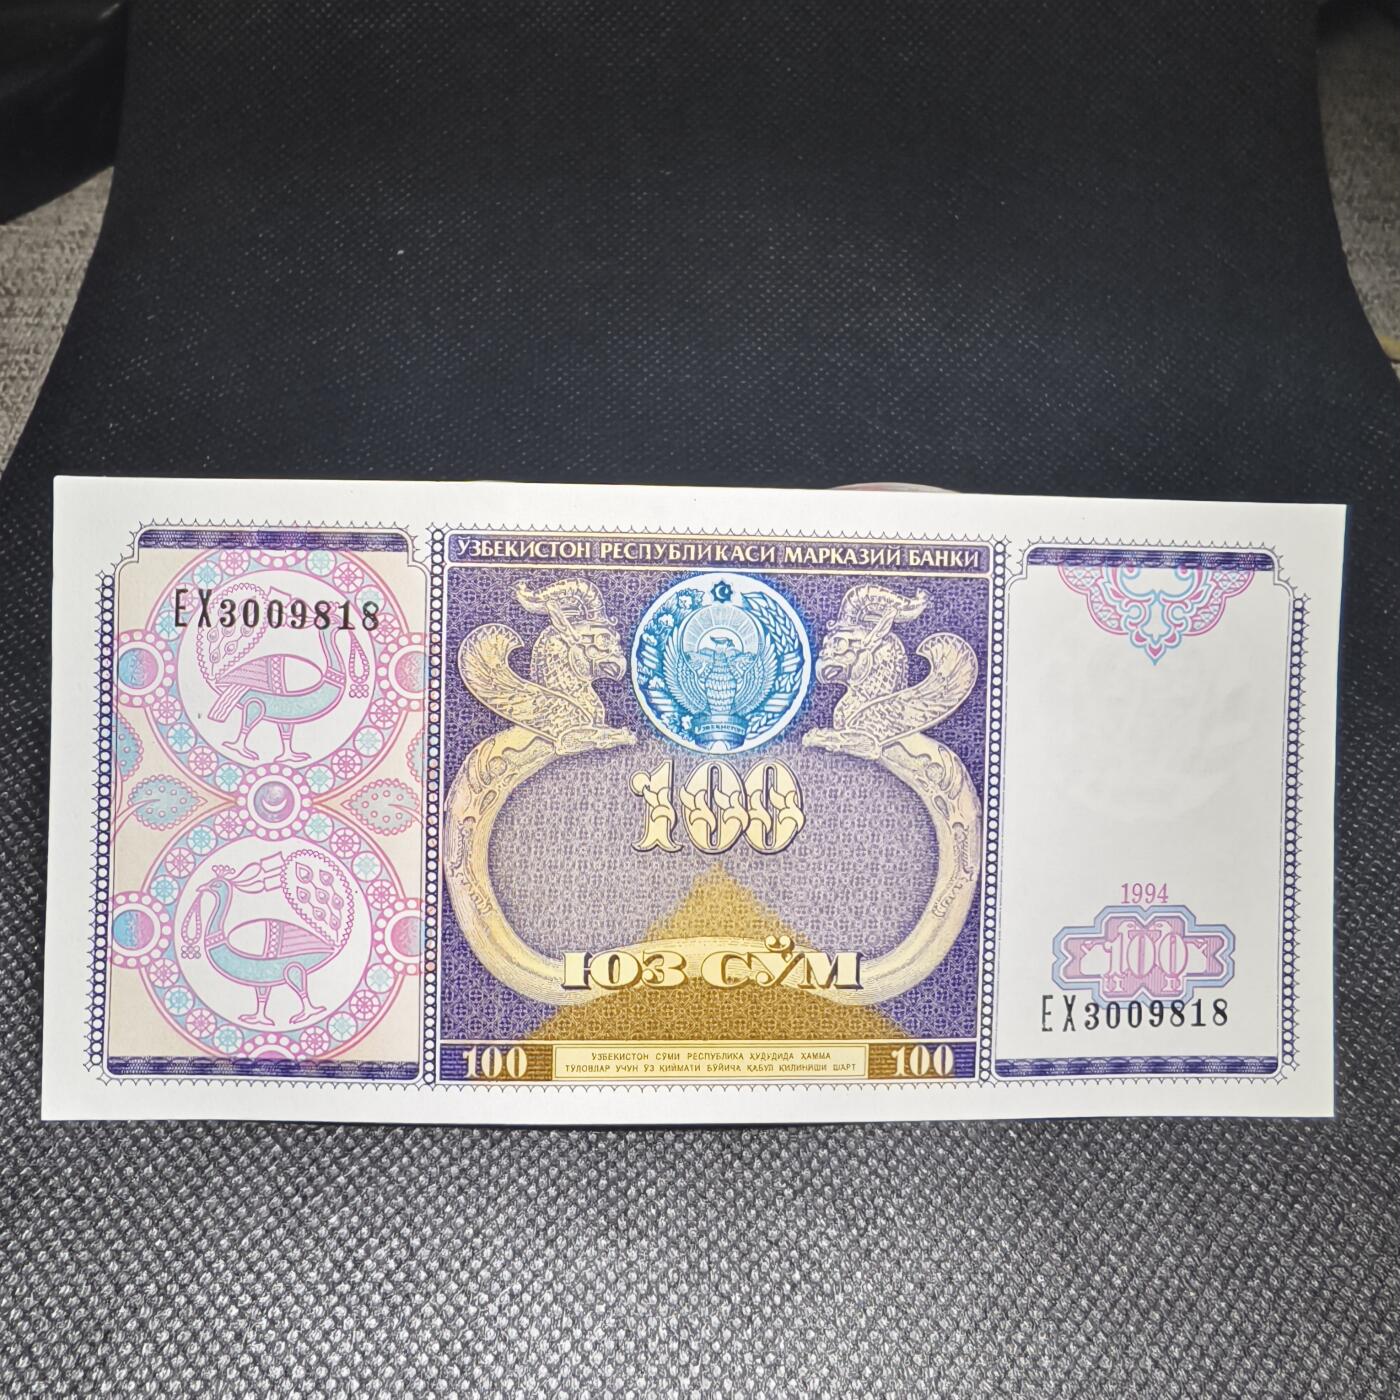 ЎЗБЕКИСТОН РЕСПУБЛИКАСИ МАРКАЗИЙ БАНКИ
EX3009818
100
1994
100
ЮЗ СЎМ
EX3009818
100
ЎЗБЕКИСТОН СЎМИ РЕСПУБЛИКА ҲУДУДИДА ҲАММА
ТЎЛОВЛАР УЧУН ЎЗ ҚИЙМАТИ БЎЙИЧА ҚАБУЛ ҚИЛИНИШИ ШАРТ
100